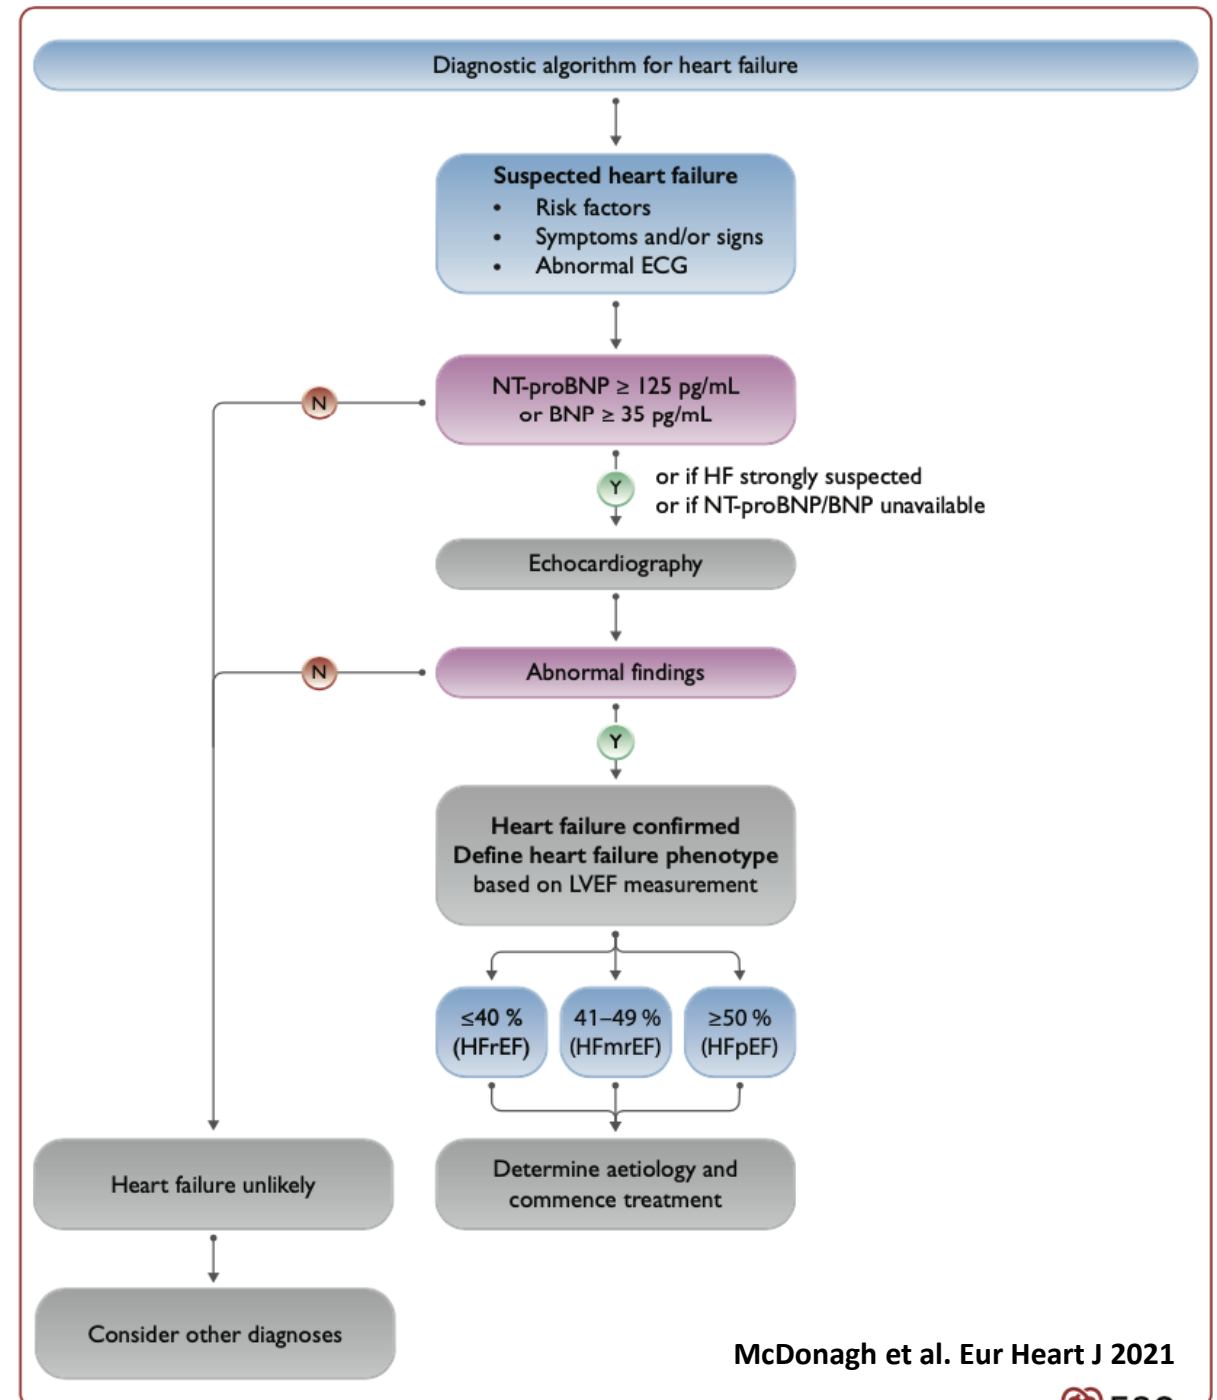 Diagnostic algorithm for heart failure
Suspected heart failure
• Risk factors
• Symptoms and/or signs
• Abnormal ECG
NT-proBNP ≥ 125 pg/mL
or BNP ≥ 35 pg/mL
N
Y
or if HF strongly suspected
or if NT-proBNP/BNP unavailable
Echocardiography
Abnormal findings
N
Y
Heart failure confirmed
Define heart failure phenotype
based on LVEF measurement
≤40 %
(HFrEF)
41–49 %
(HFmrEF)
≥50 %
(HFpEF)
Heart failure unlikely
Determine aetiology and
commence treatment
Consider other diagnoses
McDonagh et al. Eur Heart J 2021